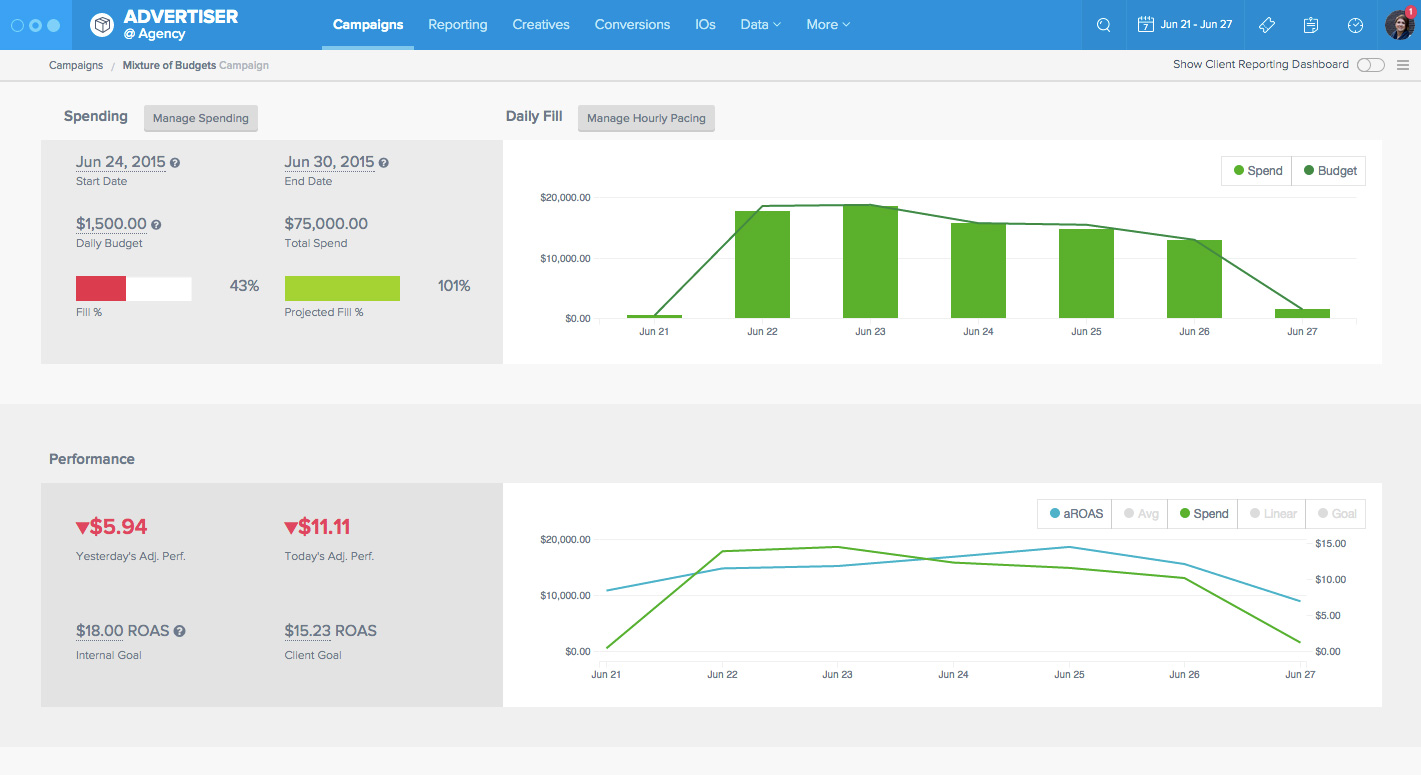 ADVERTISER
@ Agency
Campaigns
Reporting
Creatives
Conversions
IOs
Data
More
7
Jun 21 - Jun 27
1
Campaigns / Mixture of Budgets Campaign
Show Client Reporting Dashboard
Spending
Manage Spending
Jun 24, 2015 ?
Start Date
Jun 30, 2015 ?
End Date
$1,500.00 ?
Daily Budget
$75,000.00
Total Spend
43%
Fill %
101%
Projected Fill %
Daily Fill
Manage Hourly Pacing
Spend
Budget
$20,000.00
$10,000.00
$0.00
Jun 21
Jun 22
Jun 23
Jun 24
Jun 25
Jun 26
Jun 27
Performance
$5.94
Yesterday's Adj. Perf.
$11.11
Today's Adj. Perf.
$18.00 ROAS ?
Internal Goal
$15.23 ROAS
Client Goal
aROAS
Avg
Spend
Linear
Goal
$20,000.00
$10,000.00
$0.00
$15.00
$10.00
$5.00
$0.00
Jun 21
Jun 22
Jun 23
Jun 24
Jun 25
Jun 26
Jun 27